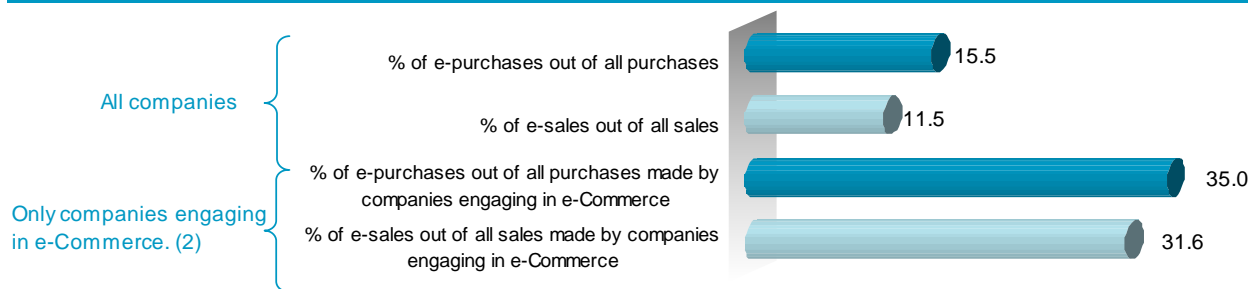 All companies
% of e-purchases out of all purchases
15.5
% of e-sales out of all sales
11.5
Only companies engaging
in e-Commerce. (2)
% of e-purchases out of all purchases made by
companies engaging in e-Commerce
35.0
% of e-sales out of all sales made by companies
engaging in e-Commerce
31.6